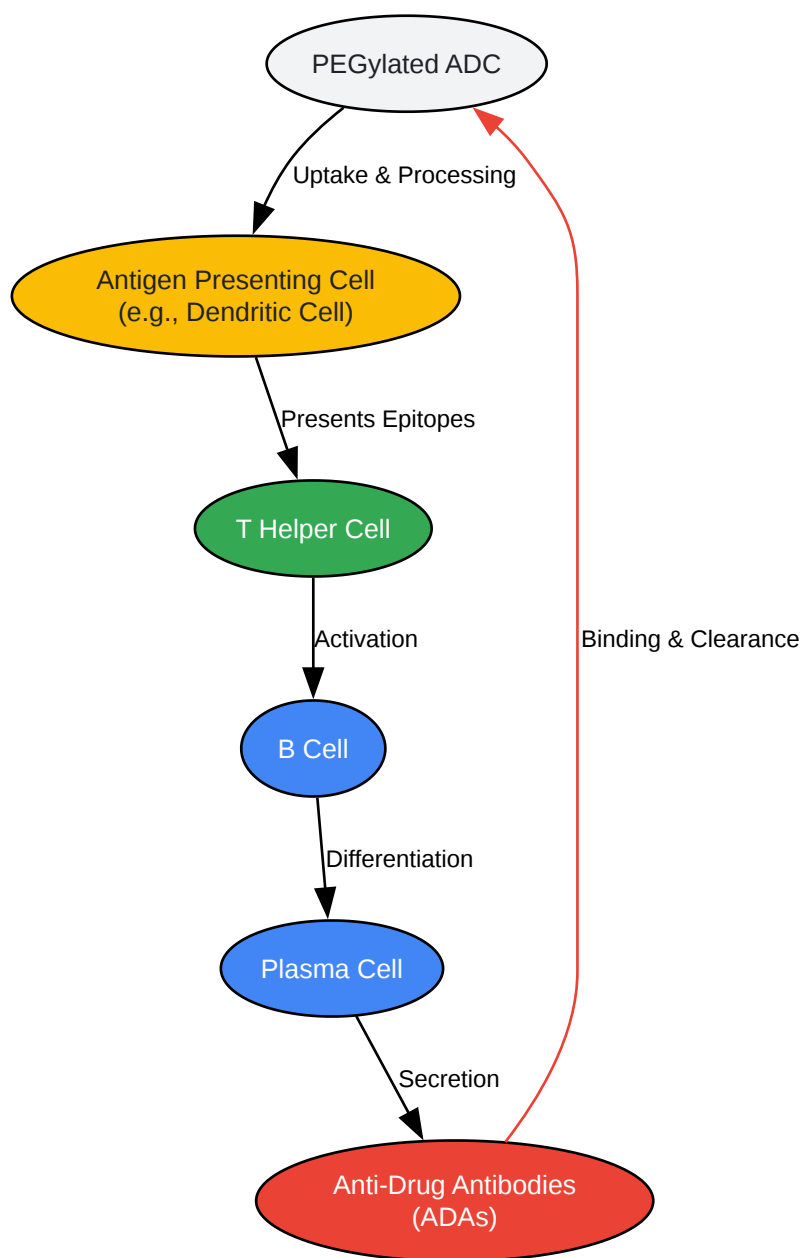 PEGylated ADC
Uptake & Processing
Antigen Presenting Cell
(e.g., Dendritic Cell)
Presents Epitopes
T Helper Cell
Activation
Binding & Clearance
B Cell
Differentiation
Plasma Cell
Secretion
Anti-Drug Antibodies
(ADAs)